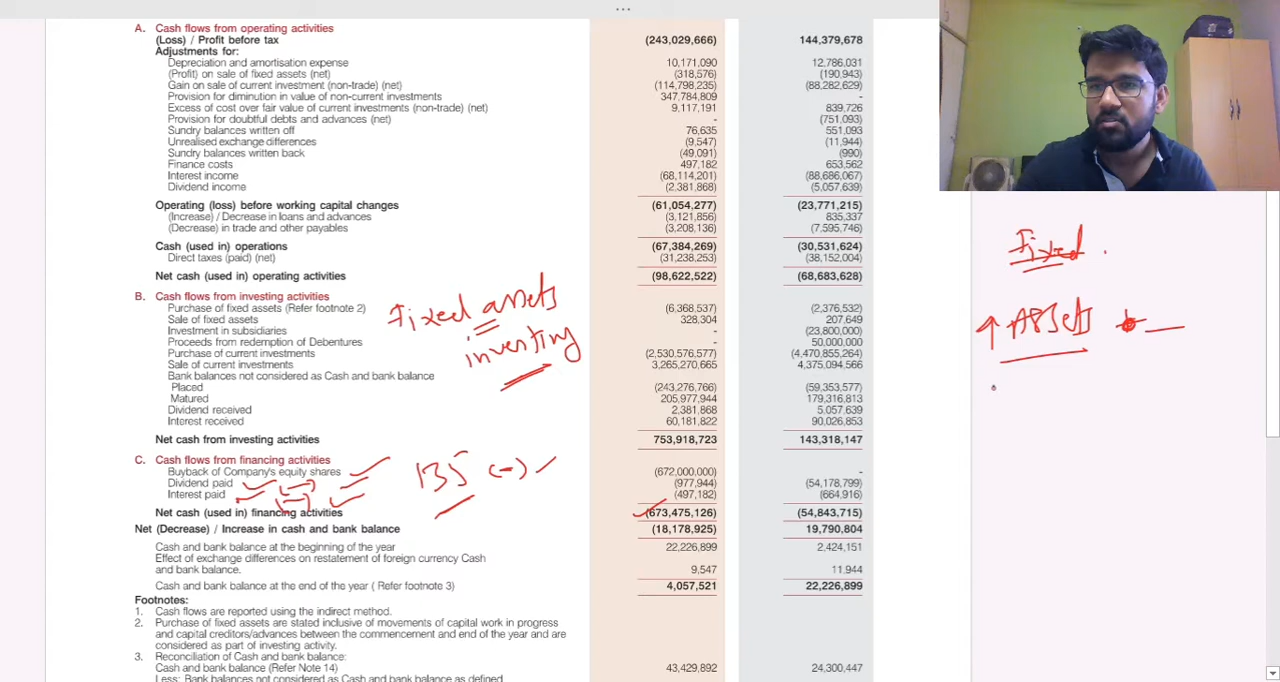 A. Cash flows from operating activities
(Loss) / Profit before tax (243,029,666) 144,379,678
Adjustments for:
Depreciation and amortisation expense 10,171,090 12,786,031
(Profit) on sale of fixed assets (net) (318,576) (190,943)
Gain on sale of current investment (non-trade) (net) (114,798,235) (88,282,629)
Provision for diminution in value of non-current investments 347,784,809 -
Excess of cost over fair value of current investments (non-trade) (net) 9,117,191 839,726
Provision for doubtful debts and advances (net) - (751,093)
Sundry balances written off 76,635 551,093
Unrealised exchange differences (9,547) (11,944)
Sundry balances written back (49,091) (990)
Finance costs 497,182 653,562
Interest income (68,114,201) (88,686,067)
Dividend income (2,381,868) (5,057,639)
Operating (loss) before working capital changes (61,054,277) (23,771,215)
(Increase) / Decrease in loans and advances (3,121,856) 835,337
(Decrease) in trade and other payables (3,208,136) (7,595,746)
Cash (used in) operations (67,384,269) (30,531,624)
Direct taxes (paid) (net) (31,238,253) (38,152,004)
Net cash (used in) operating activities (98,622,522) (68,683,628)
B. Cash flows from investing activities
Purchase of fixed assets (Refer footnote 2) (6,368,537) (2,376,532)
Sale of fixed assets 328,304 207,649
Investment in subsidiaries - (23,800,000)
Proceeds from redemption of Debentures - 50,000,000
Purchase of current investments (2,530,576,577) (4,470,855,264)
Sale of current investments 3,265,270,665 4,375,094,566
Bank balances not considered as Cash and bank balance
Placed (243,276,766) (59,353,577)
Matured 205,977,944 179,316,813
Dividend received 2,381,868 5,057,639
Interest received 60,181,822 90,026,853
Net cash from investing activities 753,918,723 143,318,147
C. Cash flows from financing activities
Buyback of Company's equity shares (672,000,000) -
Dividend paid (977,944) (54,178,799)
Interest paid (497,182) (664,916)
Net cash (used in) financing activities (673,475,126) (54,843,715)
Net (Decrease) / Increase in cash and bank balance (18,178,925) 19,790,804
Cash and bank balance at the beginning of the year 22,226,899 2,424,151
Effect of exchange differences on restatement of foreign currency Cash
and bank balance. 9,547 11,944
Cash and bank balance at the end of the year ( Refer footnote 3) 4,057,521 22,226,899
Footnotes:
1. Cash flows are reported using the indirect method.
2. Purchase of fixed assets are stated inclusive of movements of capital work in progress
and capital creditors/advances between the commencement and end of the year and are
considered as part of investing activity.
3. Reconciliation of Cash and bank balance:
Cash and bank balance (Refer Note 14) 43,429,892 24,300,447
Less: Bank balances not considered as Cash and bank balance as defined
Fixed assets
investing
135 (-)
(-)
(-)
Fixed
Assets